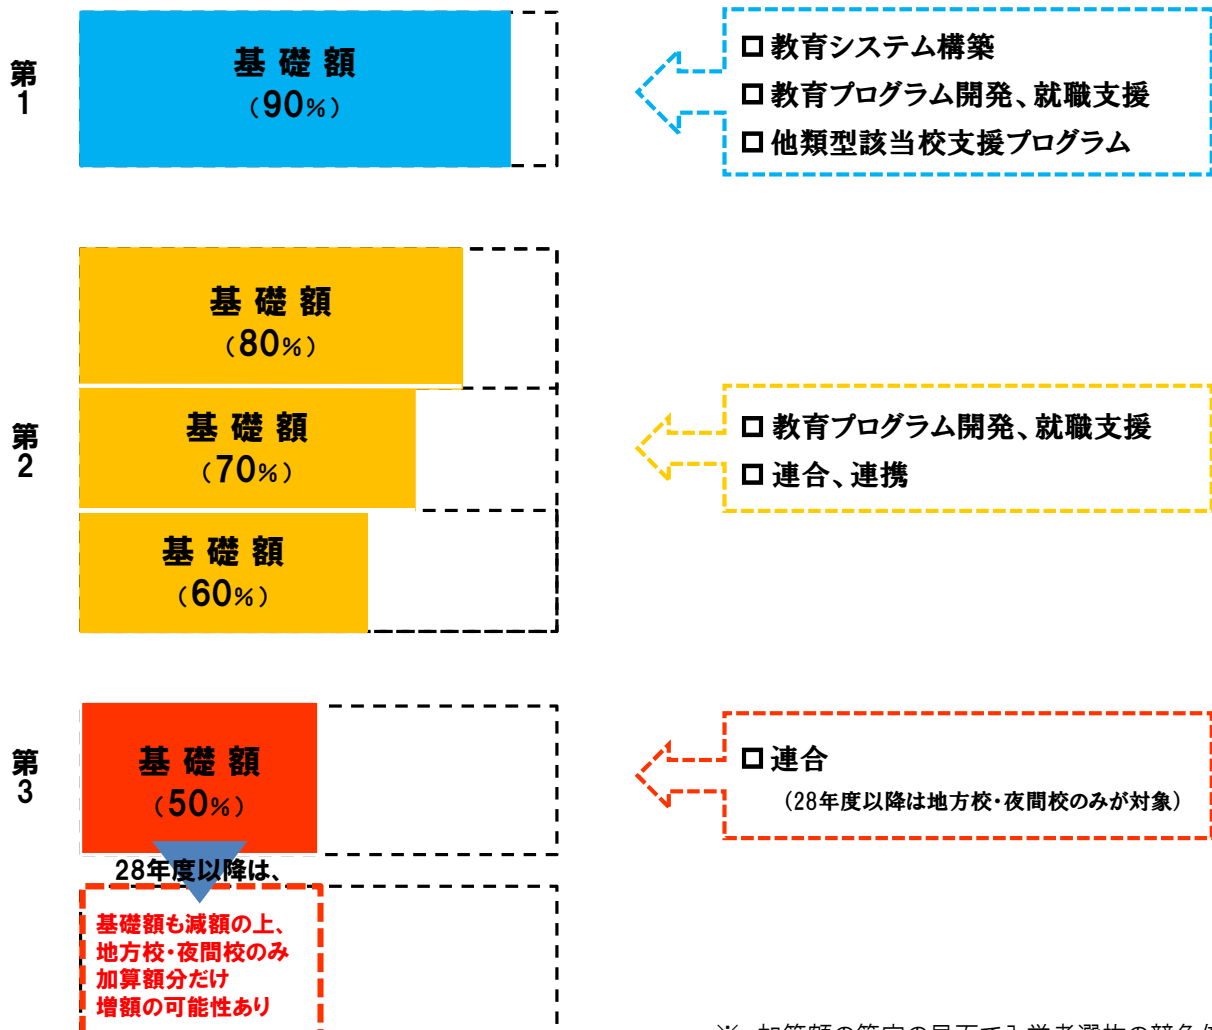 第1
基礎額
(90%)
□ 教育システム構築
□ 教育プログラム開発、就職支援
□ 他類型該当校支援プログラム
第2
基礎額
(80%)
基礎額
(70%)
基礎額
(60%)
□ 教育プログラム開発、就職支援
□ 連合、連携
第3
基礎額
(50%)
□ 連合
(28年度以降は地方校・夜間校のみが対象)
28年度以降は、
基礎額も減額の上、
地方校・夜間校のみ
加算額分だけ
増額の可能性あり